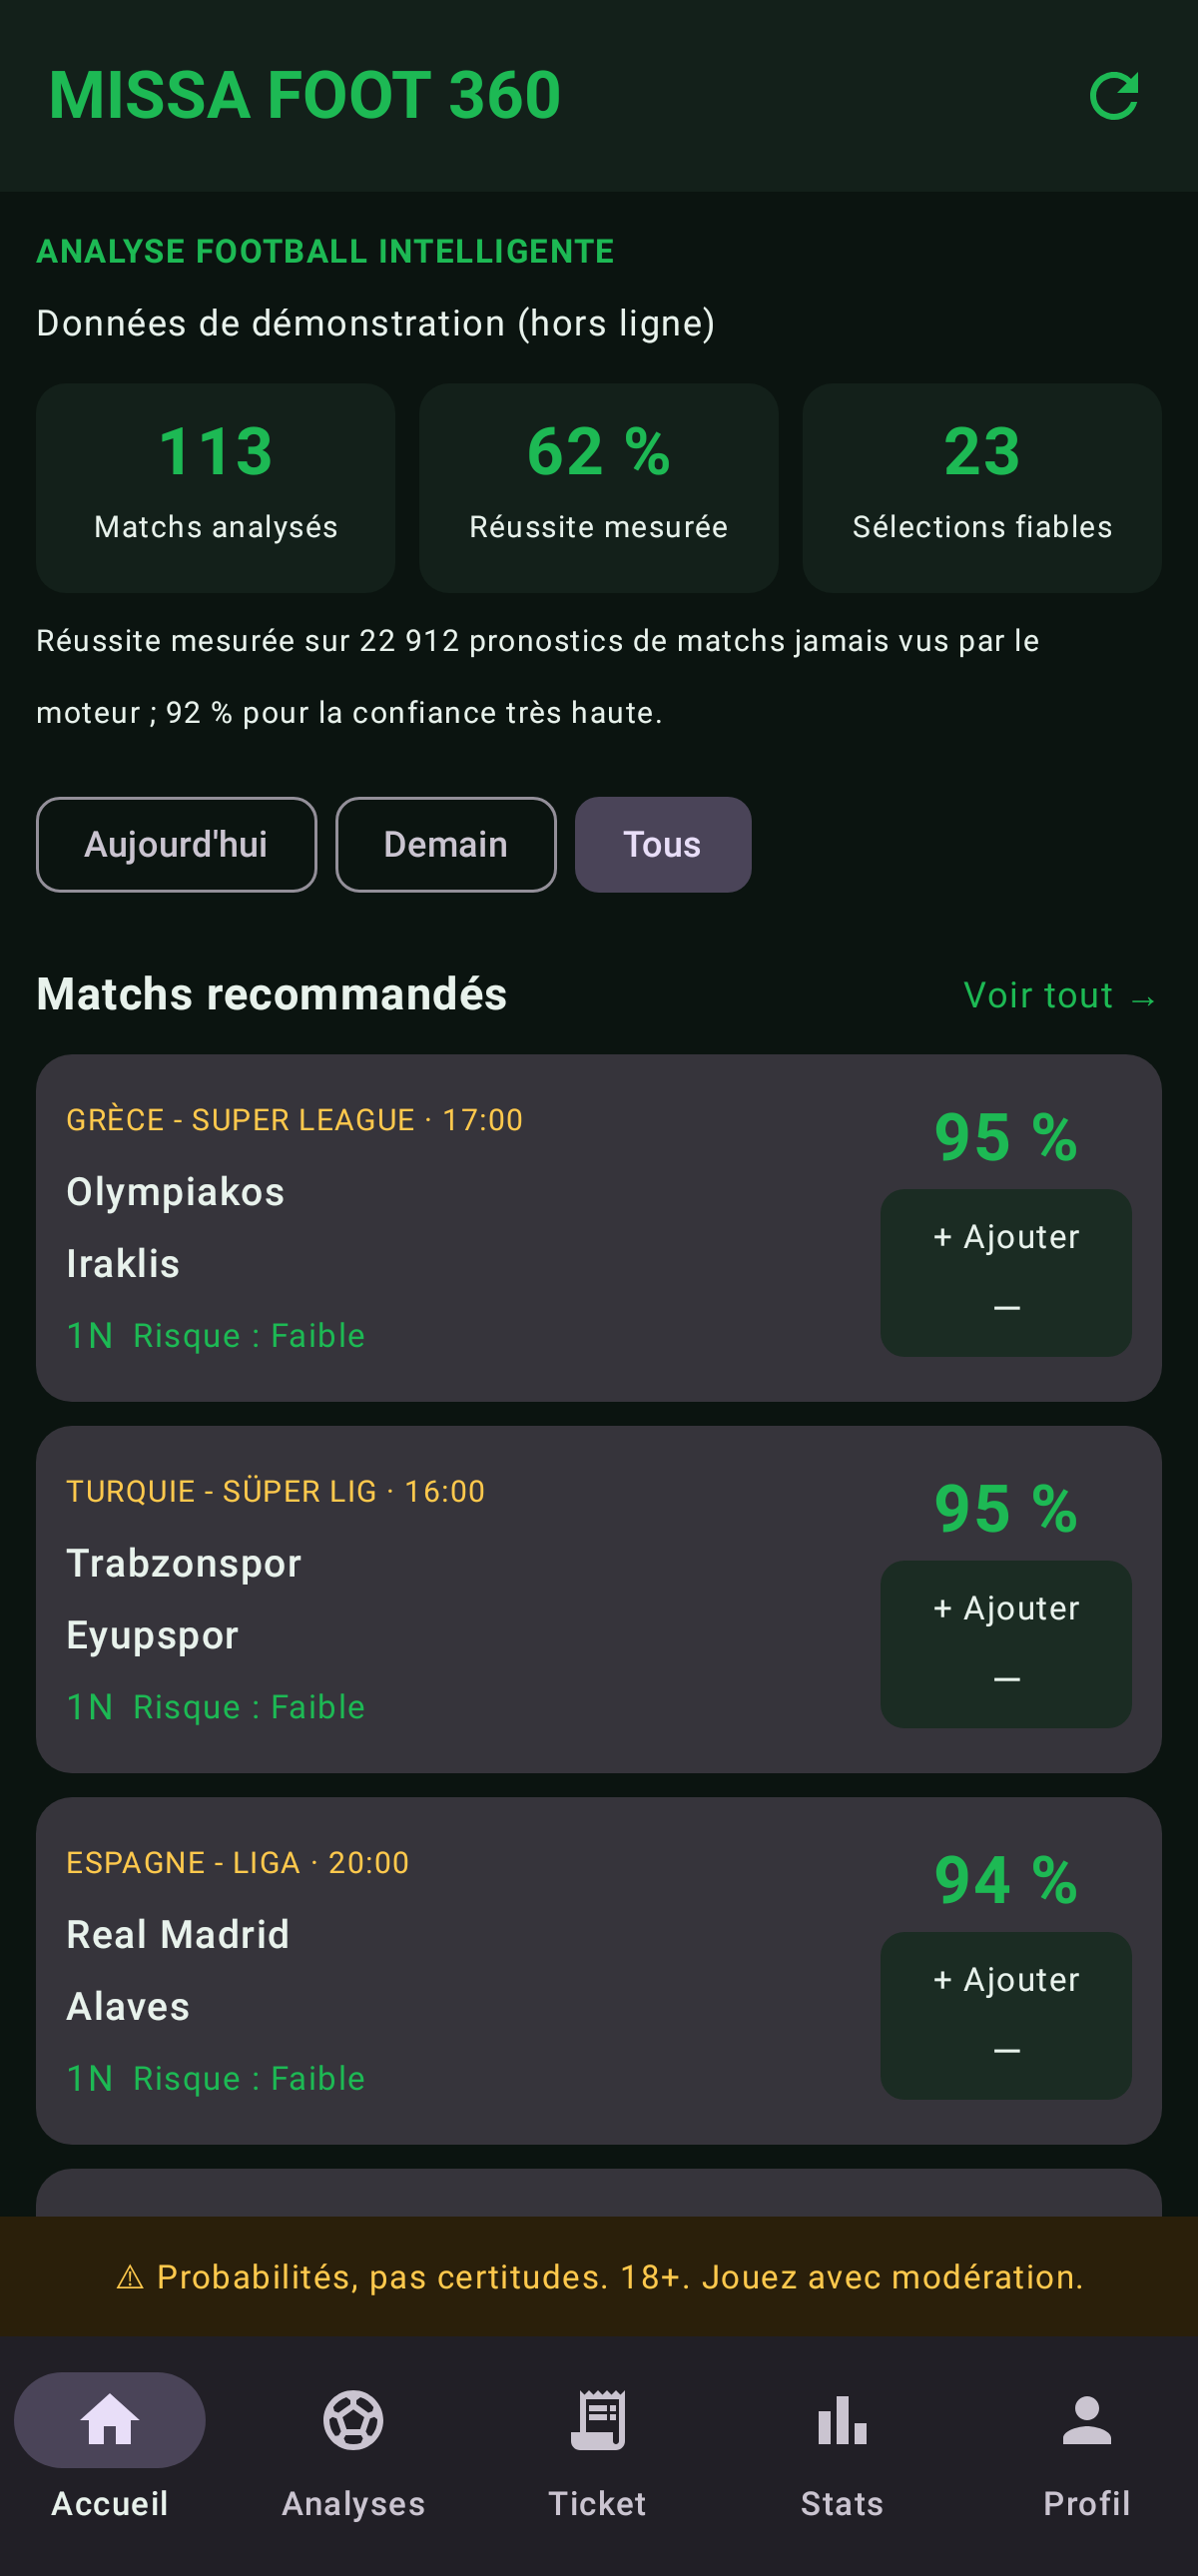 MISSA FOOT 360
ANALYSE FOOTBALL INTELLIGENTE
Données de démonstration (hors ligne)
113
Matchs analysés
62 %
Réussite mesurée
23
Sélections fiables
Réussite mesurée sur 22 912 pronostics de matchs jamais vus par le
moteur ; 92 % pour la confiance très haute.
Aujourd'hui
Demain
Tous
Matchs recommandés
Voir tout →
GRÈCE - SUPER LEAGUE · 17:00
Olympiakos
Iraklis
1N Risque : Faible
95 %
+ Ajouter
—
TURQUIE - SÜPER LIG · 16:00
Trabzonspor
Eyupspor
1N Risque : Faible
95 %
+ Ajouter
—
ESPAGNE - LIGA · 20:00
Real Madrid
Alaves
1N Risque : Faible
94 %
+ Ajouter
—
⚠ Probabilités, pas certitudes. 18+. Jouez avec modération.
Accueil
Analyses
Ticket
Stats
Profil